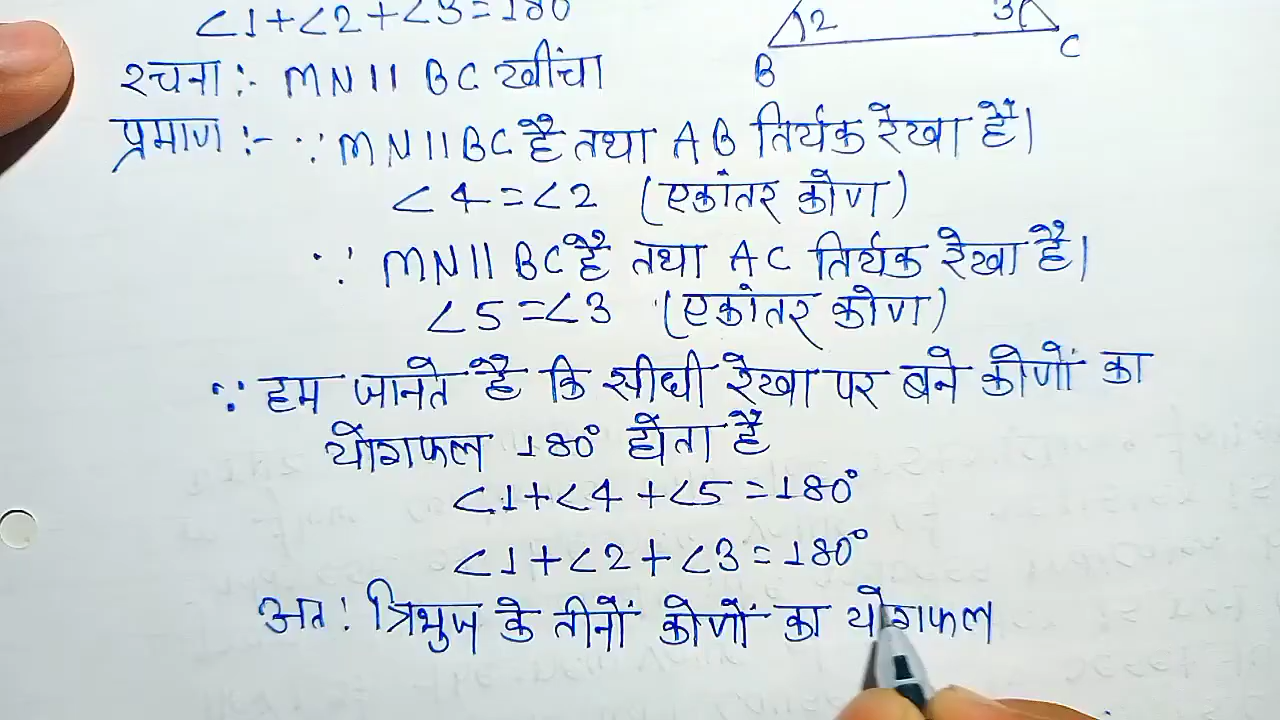 ∠1+∠2+∠3=180
2 3
B C
रचना :- MN || BC खींचा
प्रमाण :- ∵ MN || BC है तथा AB तिर्यक रेखा है।
∠4=∠2 (एकांतर कोण)
∵ MN || BC है तथा AC तिर्यक रेखा है।
∠5=∠3 (एकांतर कोण)
∵ हम जानते है कि सीधी रेखा पर बने कोणों का
योगफल 180° होता है
∠1+∠4+∠5=180°
∠1+∠2+∠3=180°
अत: त्रिभुज के तीनों कोणों का योगफल